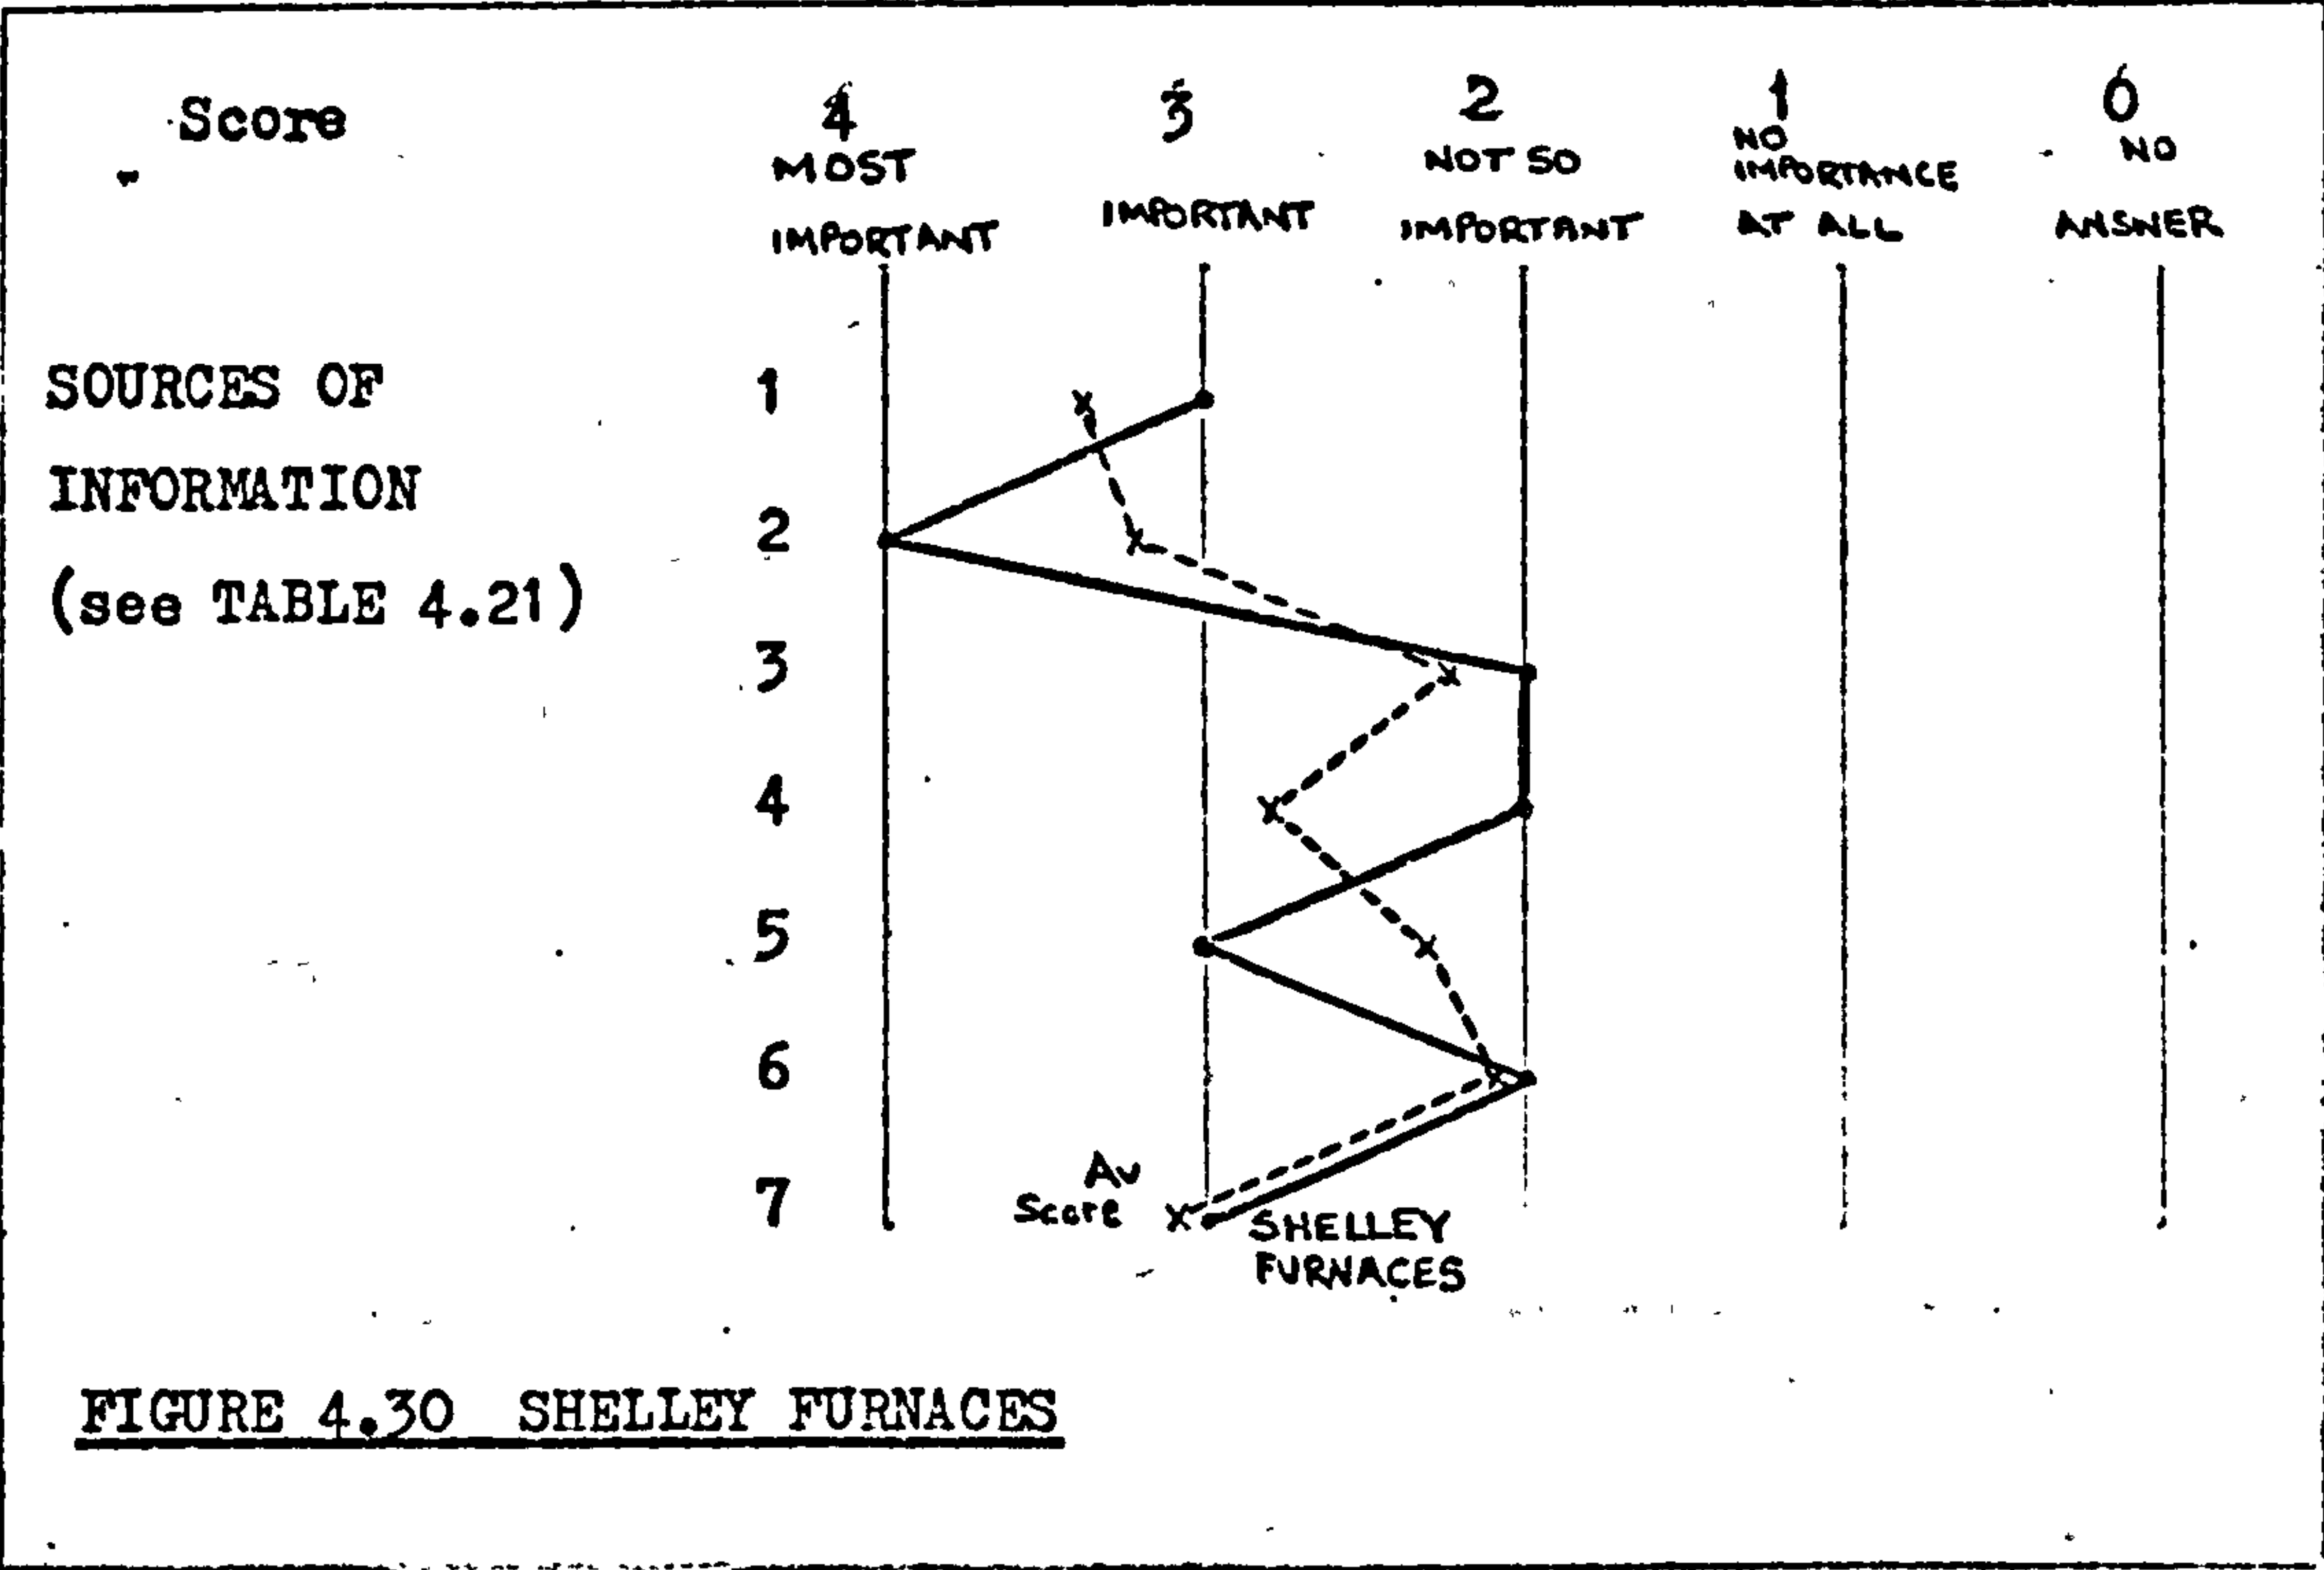 Score 4 3 2 1 0
MOST IMPORTANT
IMPORTANT
NOT SO IMPORTANT
NO IMPORTANCE AT ALL
NO ANSWER
SOURCES OF
INFORMATION
(see TABLE 4.21)
1
2
3
4
5
6
7
Av
Score
SHELLEY
FURNACES
FIGURE 4.30 SHELLEY FURNACES